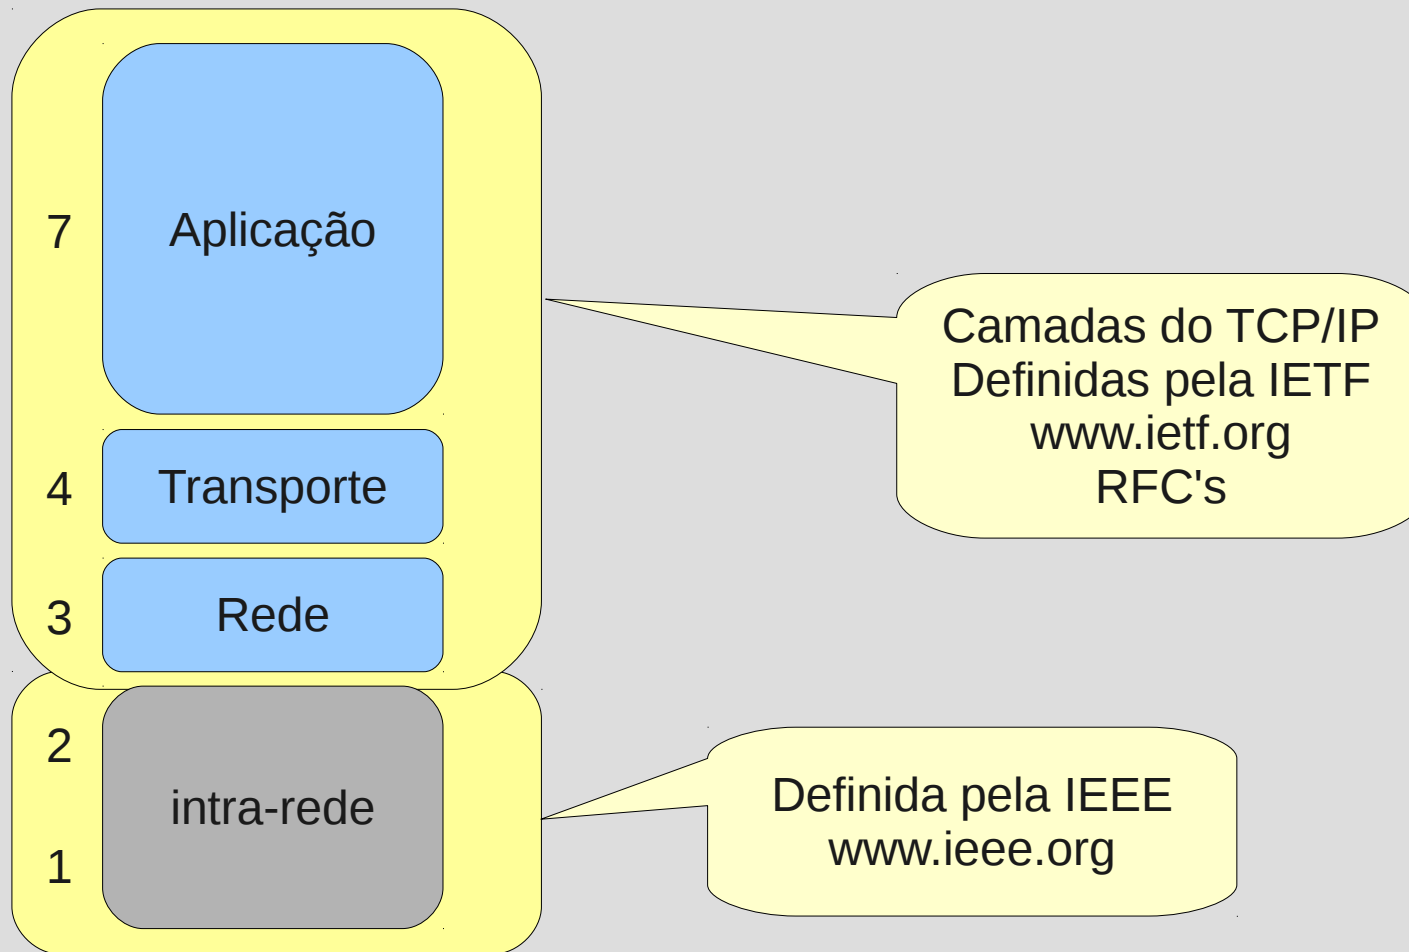 7
Aplicação
4
Transporte
3
Rede
2
intra-rede
1
Camadas do TCP/IP
Definidas pela IETF
www.ietf.org
RFC's
Definida pela IEEE
www.ieee.org